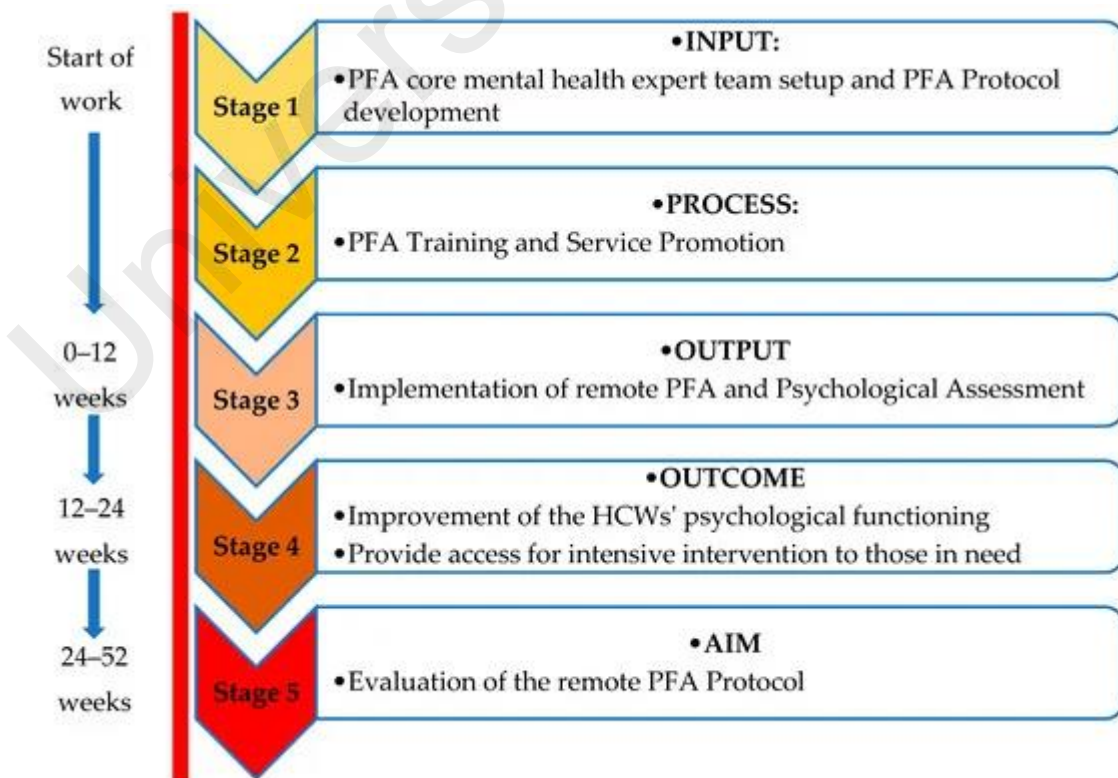 Start of
work
0–12
weeks
12–24
weeks
24–52
weeks
Stage 1
•INPUT:
•PFA core mental health expert team setup and PFA Protocol
development
Stage 2
•PROCESS:
•PFA Training and Service Promotion
Stage 3
•OUTPUT
•Implementation of remote PFA and Psychological Assessment
Stage 4
•OUTCOME
•Improvement of the HCWs' psychological functioning
•Provide access for intensive intervention to those in need
Stage 5
•AIM
•Evaluation of the remote PFA Protocol
Univers